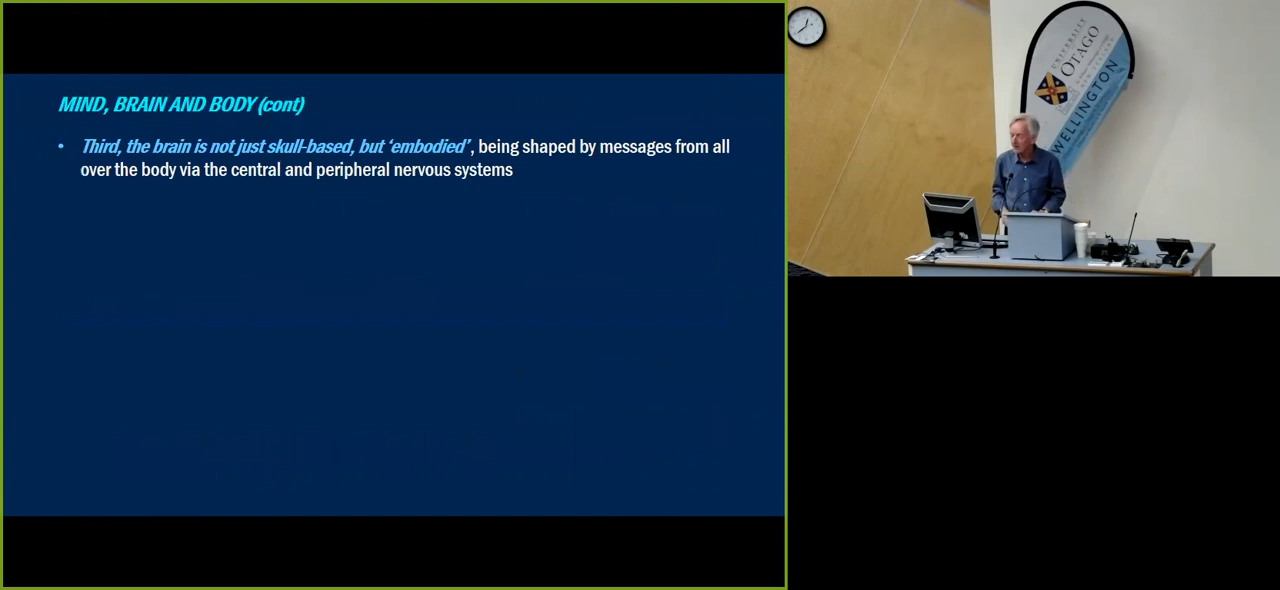 MIND, BRAIN AND BODY (cont)
• Third, the brain is not just skull-based, but ‘embodied’, being shaped by messages from all
over the body via the central and peripheral nervous systems
UNIVERSITY
OTAGO
WELLINGTON